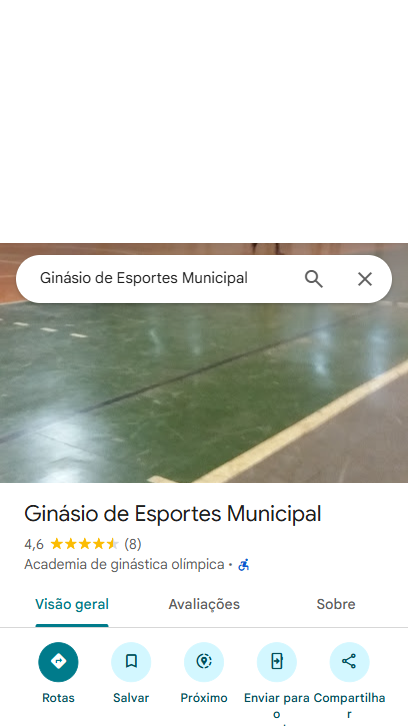 Ginásio de Esportes Municipal
Ginásio de Esportes Municipal
4,6 (8)
Academia de ginástica olímpica ·
Visão geral Avaliações Sobre
Rotas Salvar Próximo Enviar para o Compartilhar